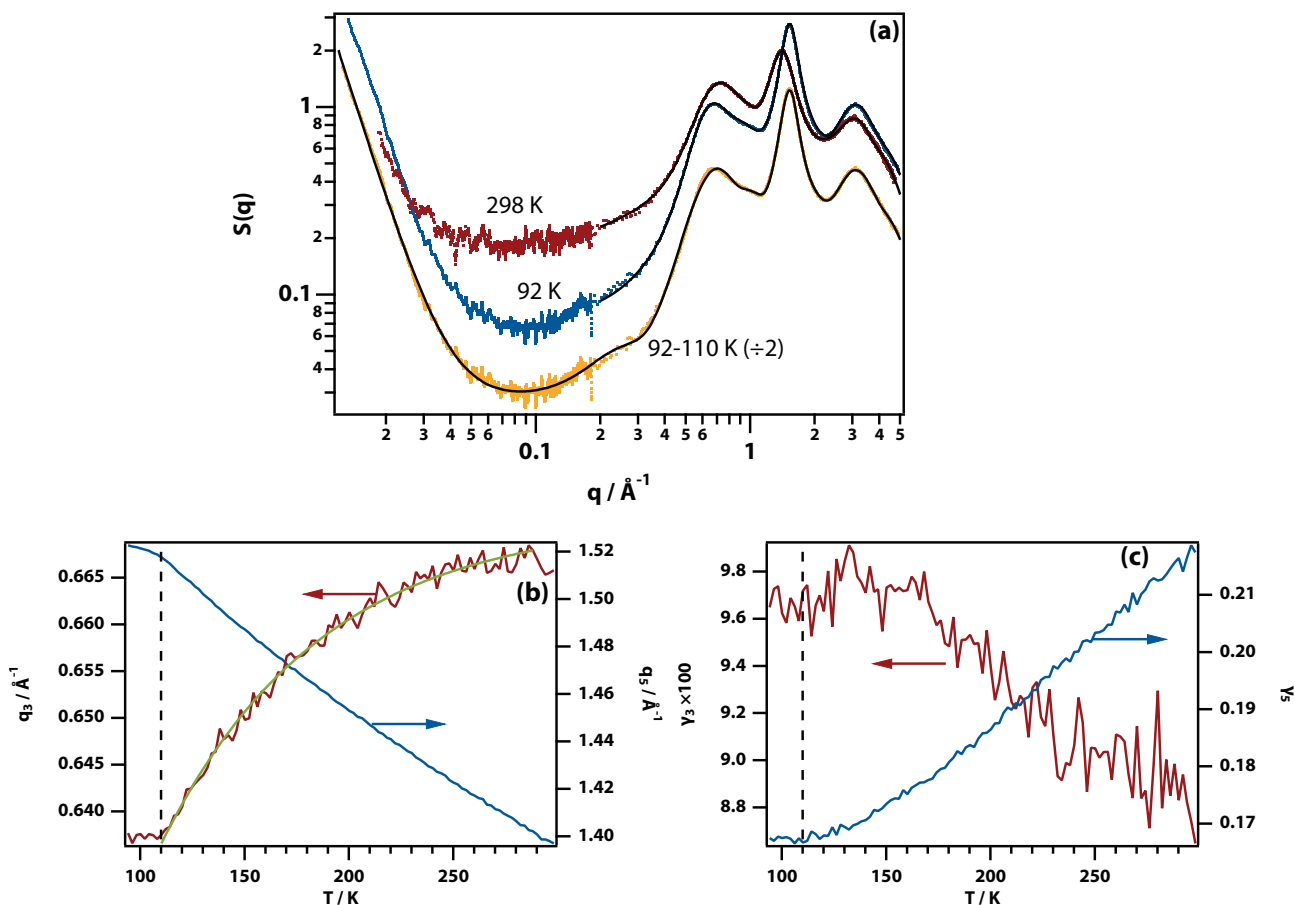 (a)
S(q)
2
1
8
6
4
2
0.1
8
6
4
298 K
92 K
92-110 K (÷2)
2 3 4 5 6 2 3 4 5 6 2 3 4 5
0.1 1
q / Å⁻¹
(b)
q₃ / Å⁻¹
0.665
0.660
0.655
0.650
0.645
0.640
1.52
1.50
1.48
1.46
1.44
1.42
1.40
q₅ / Å⁻¹
100 150 200 250
T / K
(c)
γ₃ ×100
9.8
9.6
9.4
9.2
9.0
8.8
0.21
0.20
0.19
0.18
0.17
γ₅
100 150 200 250
T / K